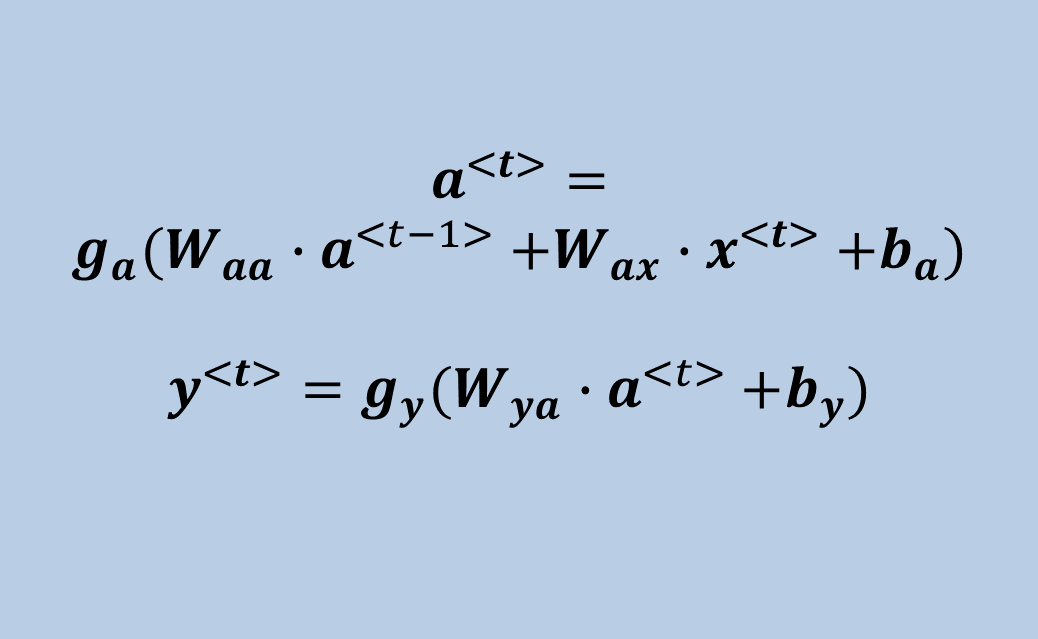 a^<t> =
g_a(W_aa · a^<t−1> +W_ax · x^<t> +b_a)
y^<t> = g_y(W_ya · a^<t> +b_y)